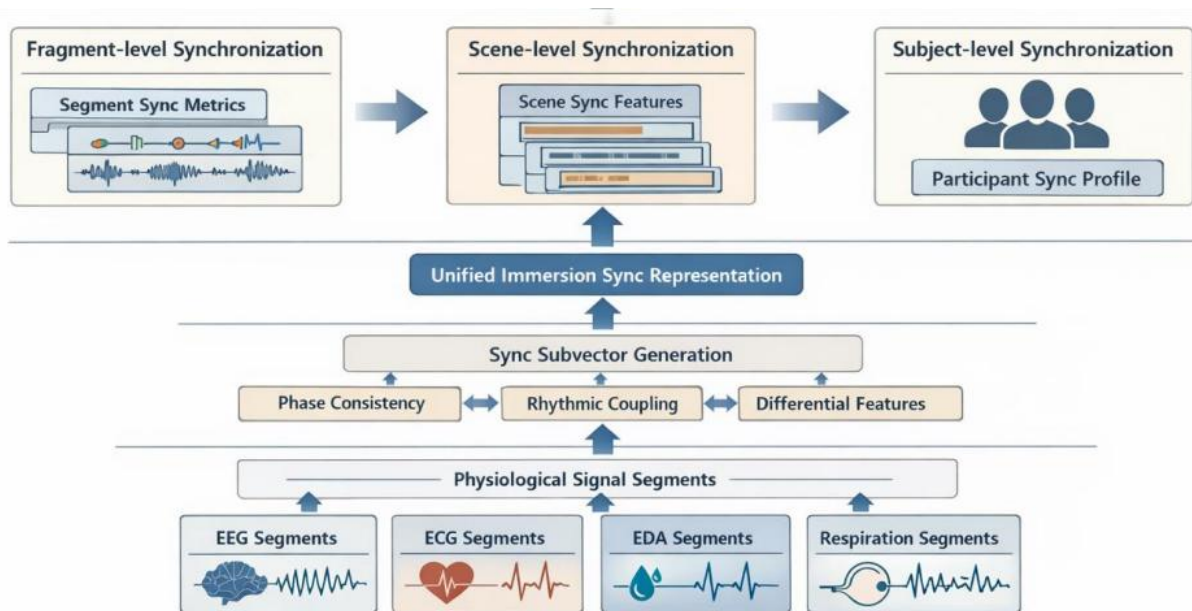 Fragment-level Synchronization
Segment Sync Metrics
Scene-level Synchronization
Scene Sync Features
Subject-level Synchronization
Participant Sync Profile
Unified Immersion Sync Representation
Sync Subvector Generation
Phase Consistency
Rhythmic Coupling
Differential Features
Physiological Signal Segments
EEG Segments
ECG Segments
EDA Segments
Respiration Segments